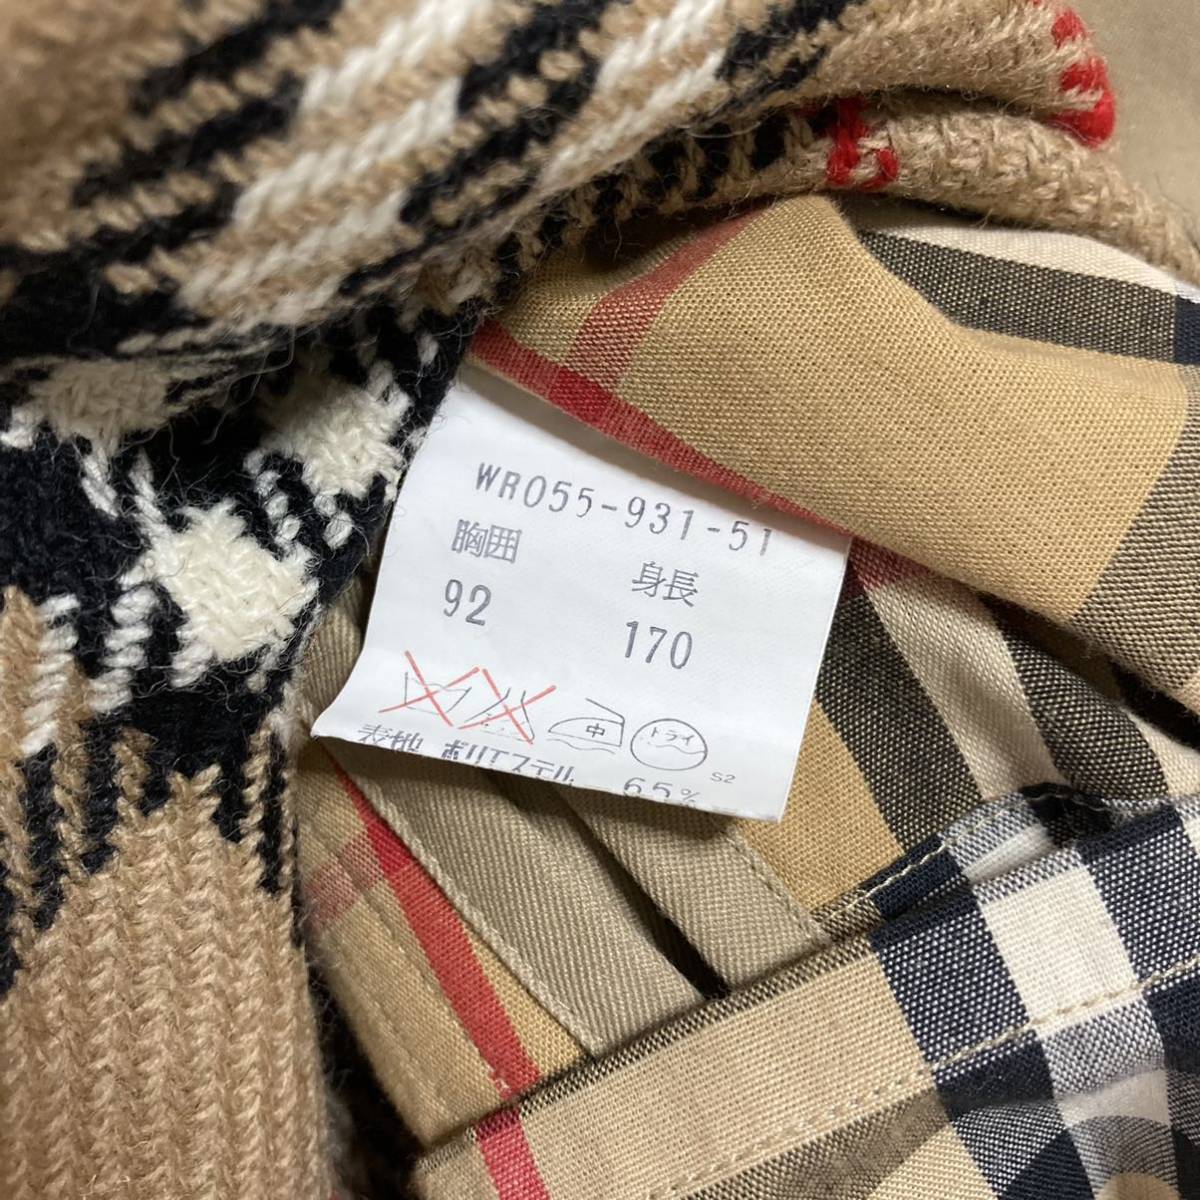 WR055-931-51
胸囲 身長
92 170
中 ドライ
S2
表地 ポリエステル 65%